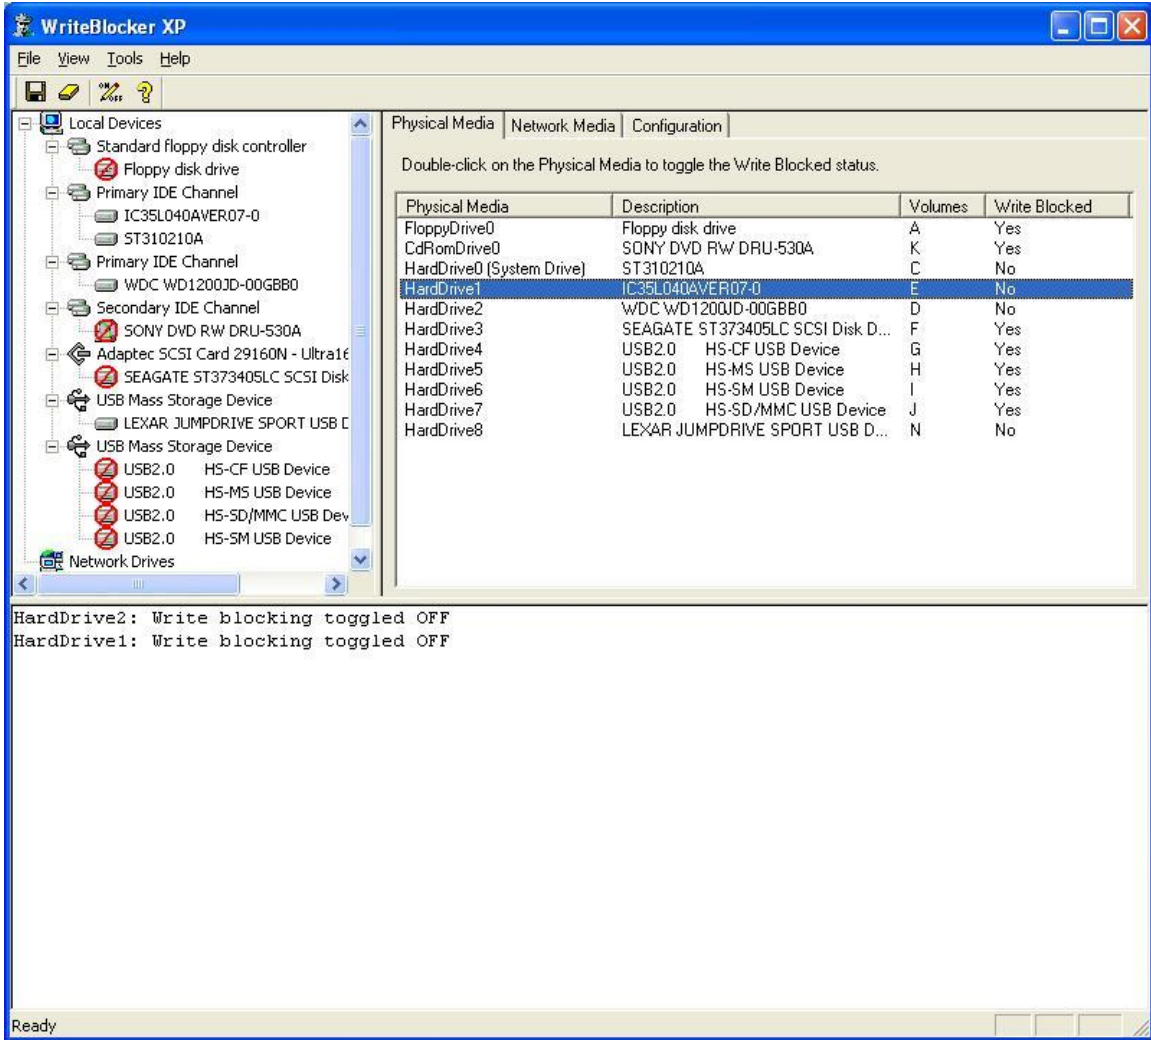 WriteBlocker XP
File View Tools Help
Local Devices
Standard floppy disk controller
Floppy disk drive
Primary IDE Channel
IC35L040AVER07-0
ST310210A
Primary IDE Channel
WDC WD1200JD-00GBB0
Secondary IDE Channel
SONY DVD RW DRU-530A
Adaptec SCSI Card 29160N - Ultra16
SEAGATE ST373405LC SCSI Disk
USB Mass Storage Device
LEXAR JUMPDRIVE SPORT USB D
USB Mass Storage Device
USB2.0 HS-CF USB Device
USB2.0 HS-MS USB Device
USB2.0 HS-SD/MMC USB Dev
USB2.0 HS-SM USB Device
Network Drives
Physical Media Network Media Configuration
Double-click on the Physical Media to toggle the Write Blocked status.
Physical Media Description Volumes Write Blocked
FloppyDrive0 Floppy disk drive A Yes
CdRomDrive0 SONY DVD RW DRU-530A K Yes
HardDrive0 (System Drive) ST310210A C No
HardDrive1 IC35L040AVER07-0 E No
HardDrive2 WDC WD1200JD-00GBB0 D No
HardDrive3 SEAGATE ST373405LC SCSI Disk D... F Yes
HardDrive4 USB2.0 HS-CF USB Device G Yes
HardDrive5 USB2.0 HS-MS USB Device H Yes
HardDrive6 USB2.0 HS-SM USB Device I Yes
HardDrive7 USB2.0 HS-SD/MMC USB Device J Yes
HardDrive8 LEXAR JUMPDRIVE SPORT USB D... N No
HardDrive2: Write blocking toggled OFF
HardDrive1: Write blocking toggled OFF
Ready